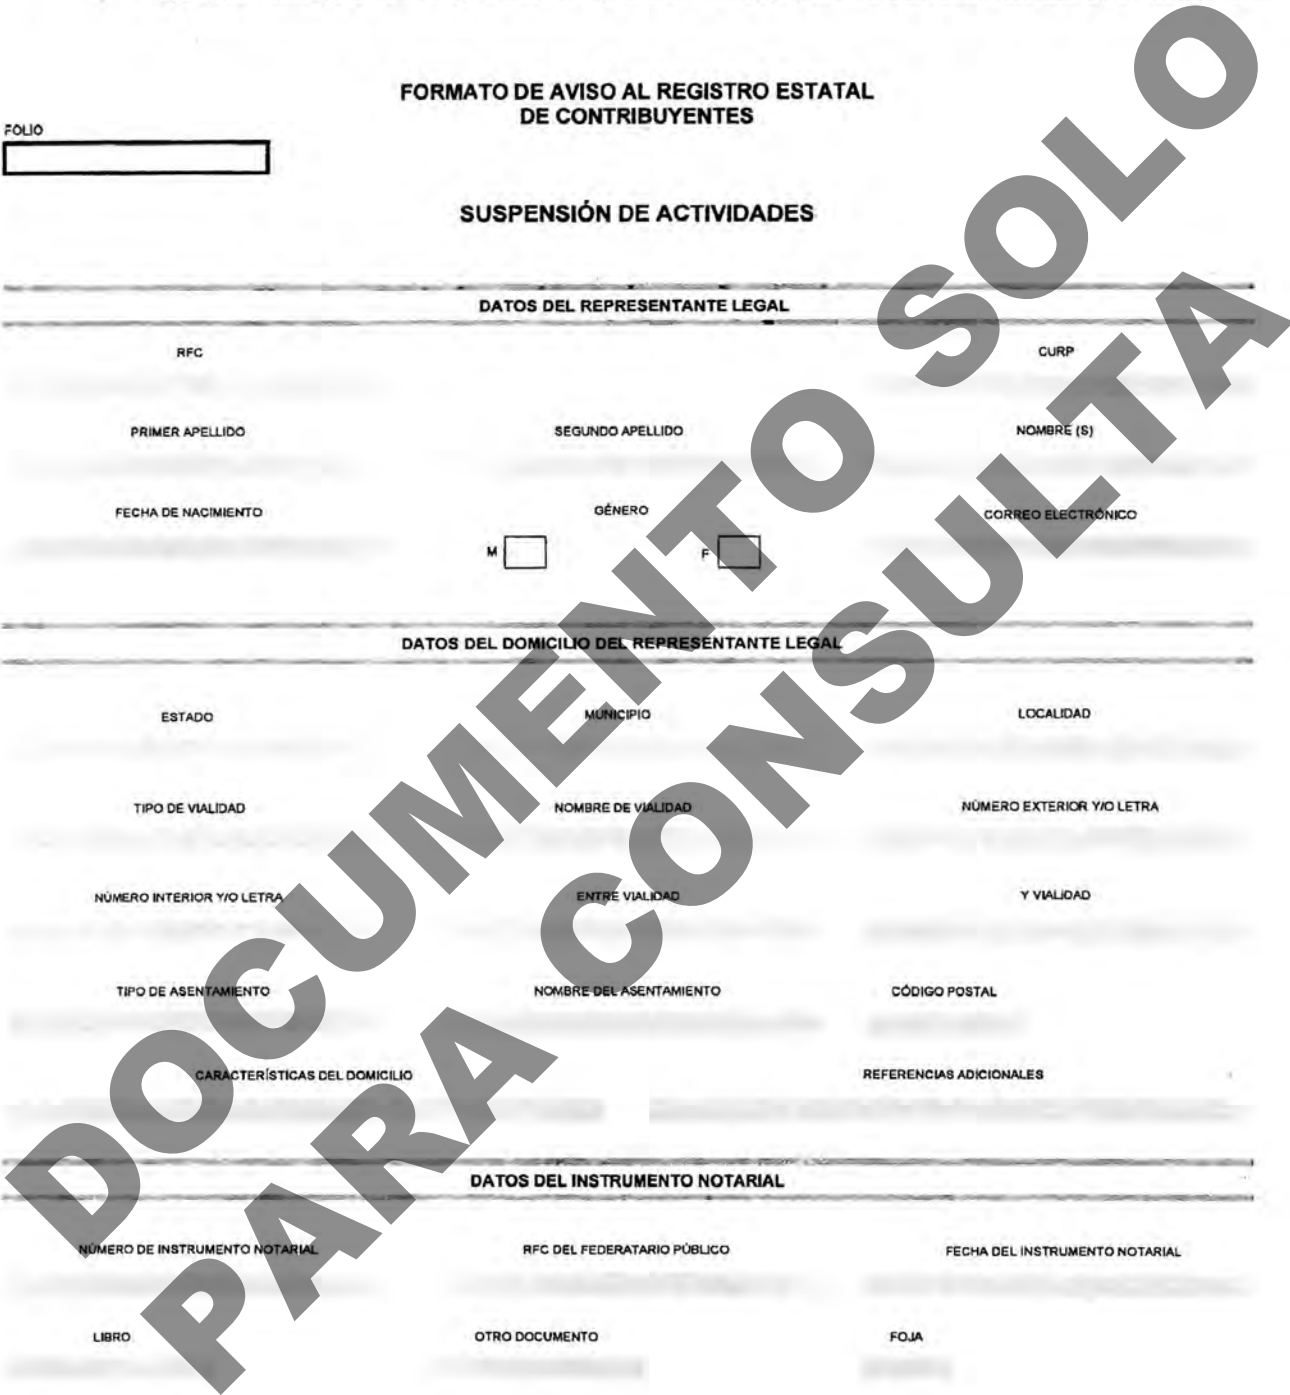 FORMATO DE AVISO AL REGISTRO ESTATAL
DE CONTRIBUYENTES
FOLIO
SUSPENSIÓN DE ACTIVIDADES
DATOS DEL REPRESENTANTE LEGAL
RFC CURP
PRIMER APELLIDO SEGUNDO APELLIDO NOMBRE (S)
FECHA DE NACIMIENTO GÉNERO CORREO ELECTRÓNICO
M F
DATOS DEL DOMICILIO DEL REPRESENTANTE LEGAL
ESTADO MUNICIPIO LOCALIDAD
TIPO DE VIALIDAD NOMBRE DE VIALIDAD NÚMERO EXTERIOR Y/O LETRA
NÚMERO INTERIOR Y/O LETRA ENTRE VIALIDAD Y VIALIDAD
TIPO DE ASENTAMIENTO NOMBRE DEL ASENTAMIENTO CÓDIGO POSTAL
CARACTERÍSTICAS DEL DOMICILIO REFERENCIAS ADICIONALES
DATOS DEL INSTRUMENTO NOTARIAL
NÚMERO DE INSTRUMENTO NOTARIAL RFC DEL FEDERATARIO PÚBLICO FECHA DEL INSTRUMENTO NOTARIAL
LIBRO OTRO DOCUMENTO FOJA
DOCUMENTO SOLO
PARA CONSULTA